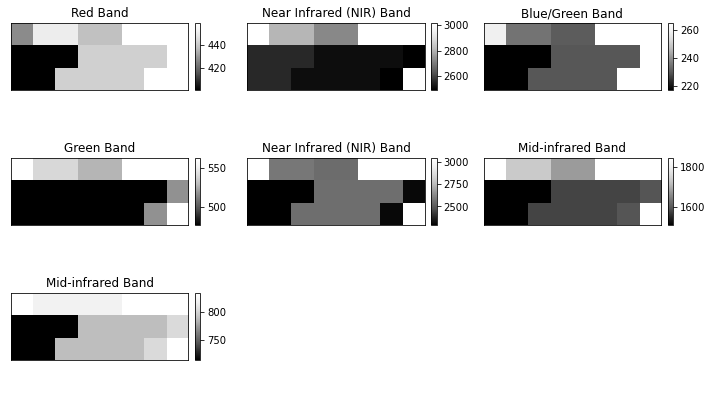 Red Band
440
420
Near Infrared (NIR) Band
3000
2800
2600
Blue/Green Band
260
240
220
Green Band
550
500
Near Infrared (NIR) Band
3000
2750
2500
Mid-infrared Band
1800
1600
Mid-infrared Band
800
750